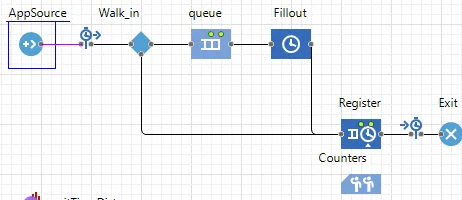 AppSource
Walk_in
queue
Fillout
Register
Exit
Counters